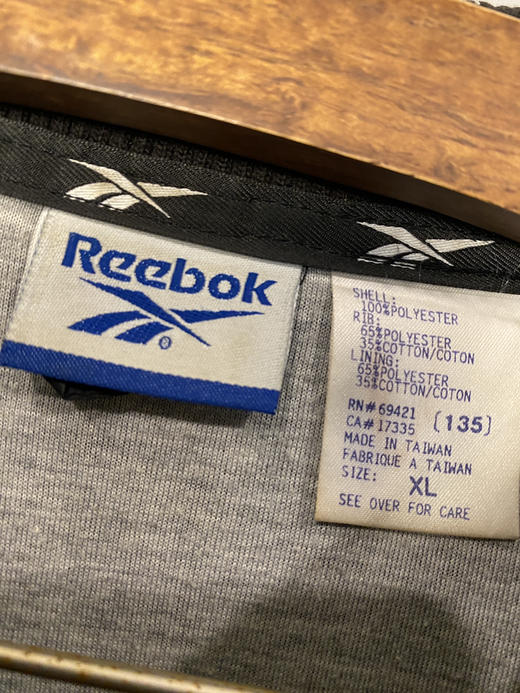 Reebok
®
SHELL:
100%POLYESTER
RIB:
65%POLYESTER
35%COTTON/COTON
LINING:
65%POLYESTER
35%COTTON/COTON
RN# 69421
CA# 17335 (135)
MADE IN TAIWAN
FABRIQUE A TAIWAN
SIZE: XL
SEE OVER FOR CARE